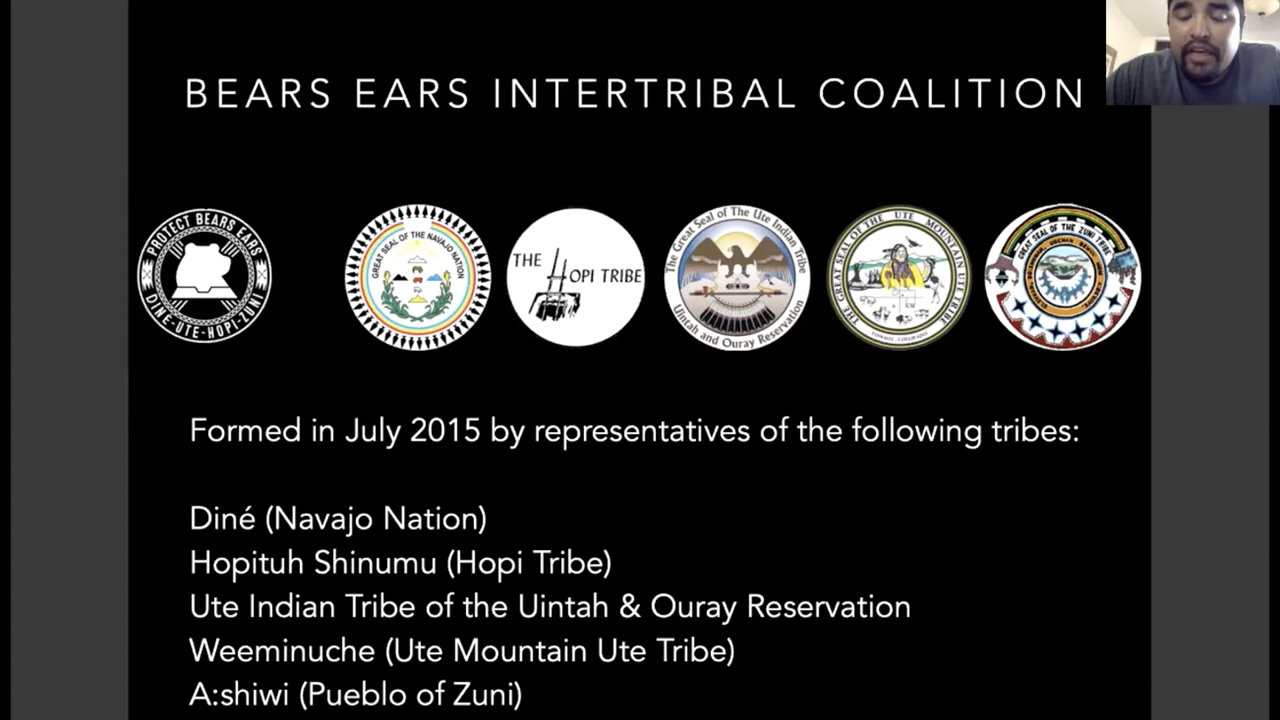 BEARS EARS INTERTRIBAL COALITION
PROTECT BEARS EARS
DINE-UTE-HOPI-ZUNI
GREAT SEAL OF THE NAVAJO NATION
THE HOPI TRIBE
The Great Seal of The Ute Indian Tribe
Uintah and Ouray Reservation
THE GREAT SEAL OF THE UTE MOUNTAIN UTE TRIBE
TOWAOC, COLORADO
GREAT SEAL OF THE ZUNI TRIBE
Formed in July 2015 by representatives of the following tribes:
Diné (Navajo Nation)
Hopituh Shinumu (Hopi Tribe)
Ute Indian Tribe of the Uintah & Ouray Reservation
Weeminuche (Ute Mountain Ute Tribe)
A:shiwi (Pueblo of Zuni)